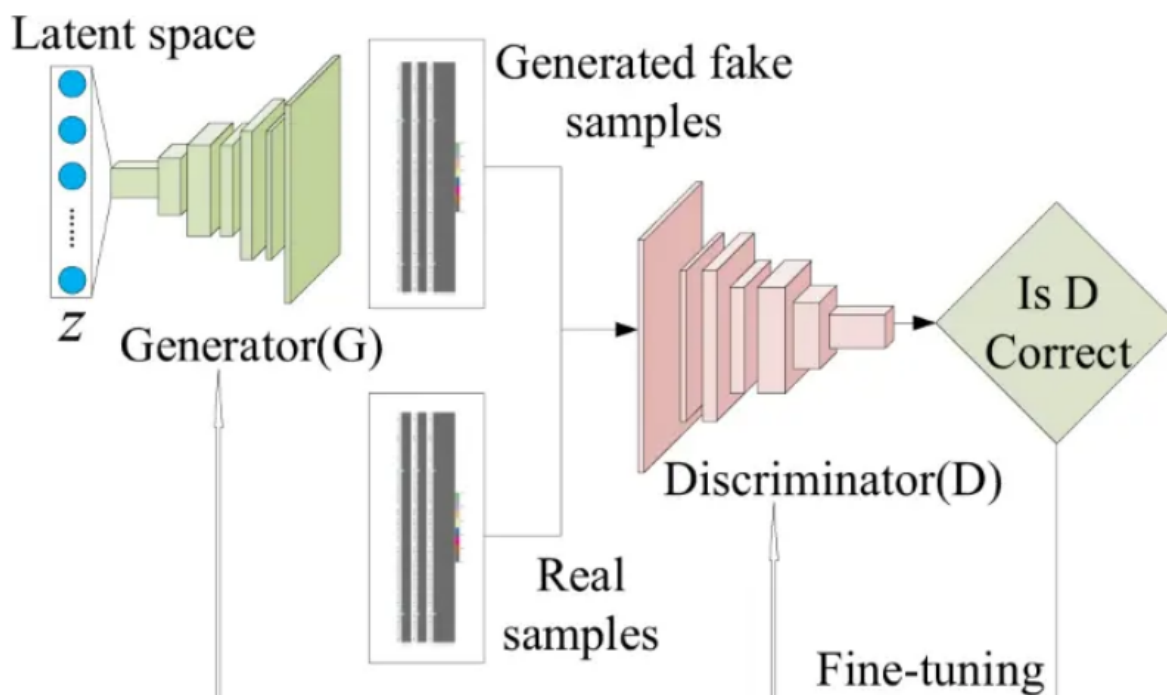 Latent space
Generated fake
samples
z
Generator(G)
Is D
Correct
Discriminator(D)
Real
samples
Fine-tuning